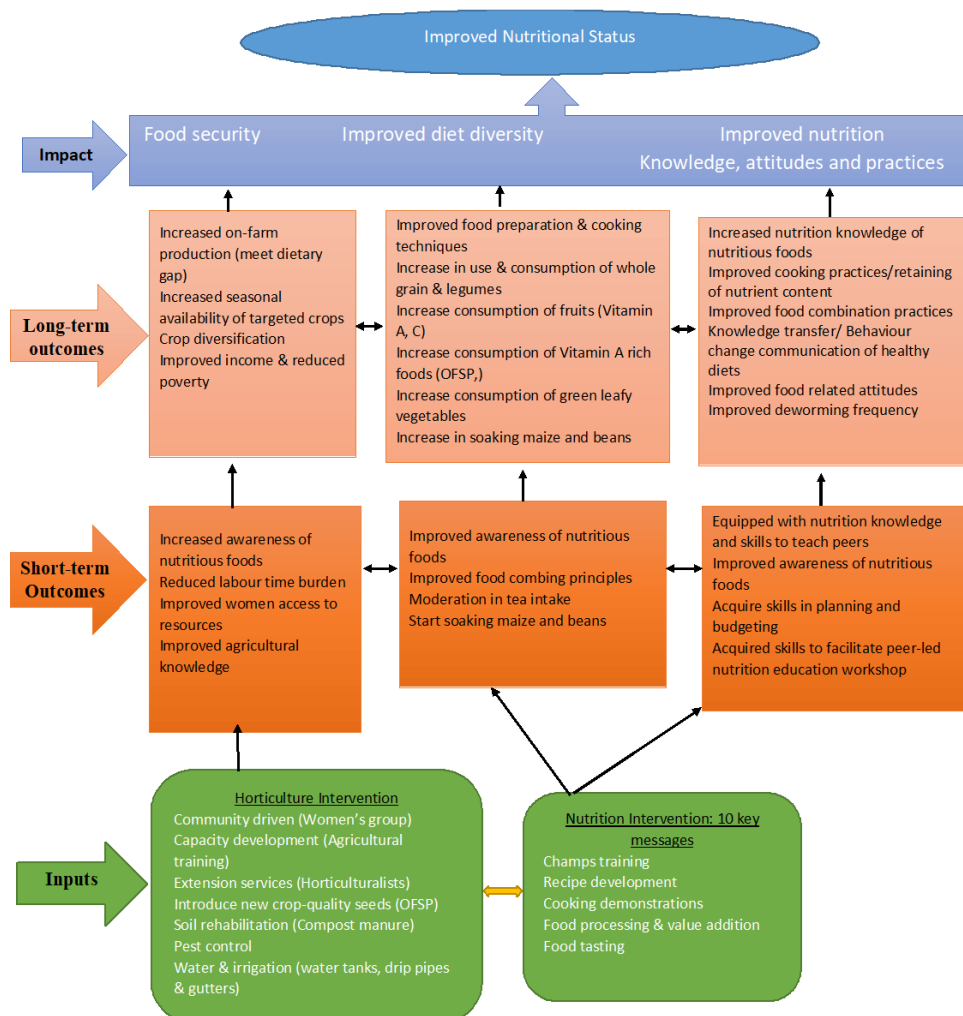 Improved Nutritional Status
Impact
Food security
Improved diet diversity
Improved nutrition
Knowledge, attitudes and practices
Long-term
outcomes
Increased on-farm
production (meet dietary
gap)
Increased seasonal
availability of targeted crops
Crop diversification
Improved income & reduced
poverty
Improved food preparation & cooking
techniques
Increase in use & consumption of whole
grain & legumes
Increase consumption of fruits (Vitamin
A, C)
Increase consumption of Vitamin A rich
foods (OFSP,)
Increase consumption of green leafy
vegetables
Increase in soaking maize and beans
Increased nutrition knowledge of
nutritious foods
Improved cooking practices/retaining
of nutrient content
Improved food combination practices
Knowledge transfer/ Behaviour
change communication of healthy
diets
Improved food related attitudes
Improved deworming frequency
Short-term
Outcomes
Increased awareness of
nutritious foods
Reduced labour time burden
Improved women access to
resources
Improved agricultural
knowledge
Improved awareness of nutritious
foods
Improved food combing principles
Moderation in tea intake
Start soaking maize and beans
Equipped with nutrition knowledge
and skills to teach peers
Improved awareness of nutritious
foods
Acquire skills in planning and
budgeting
Acquired skills to facilitate peer-led
nutrition education workshop
Inputs
Horticulture Intervention
Community driven (Women's group)
Capacity development (Agricultural
training)
Extension services (Horticulturalists)
Introduce new crop-quality seeds (OFSP)
Soil rehabilitation (Compost manure)
Pest control
Water & irrigation (water tanks, drip pipes
& gutters)
Nutrition Intervention: 10 key
messages
Champs training
Recipe development
Cooking demonstrations
Food processing & value addition
Food tasting